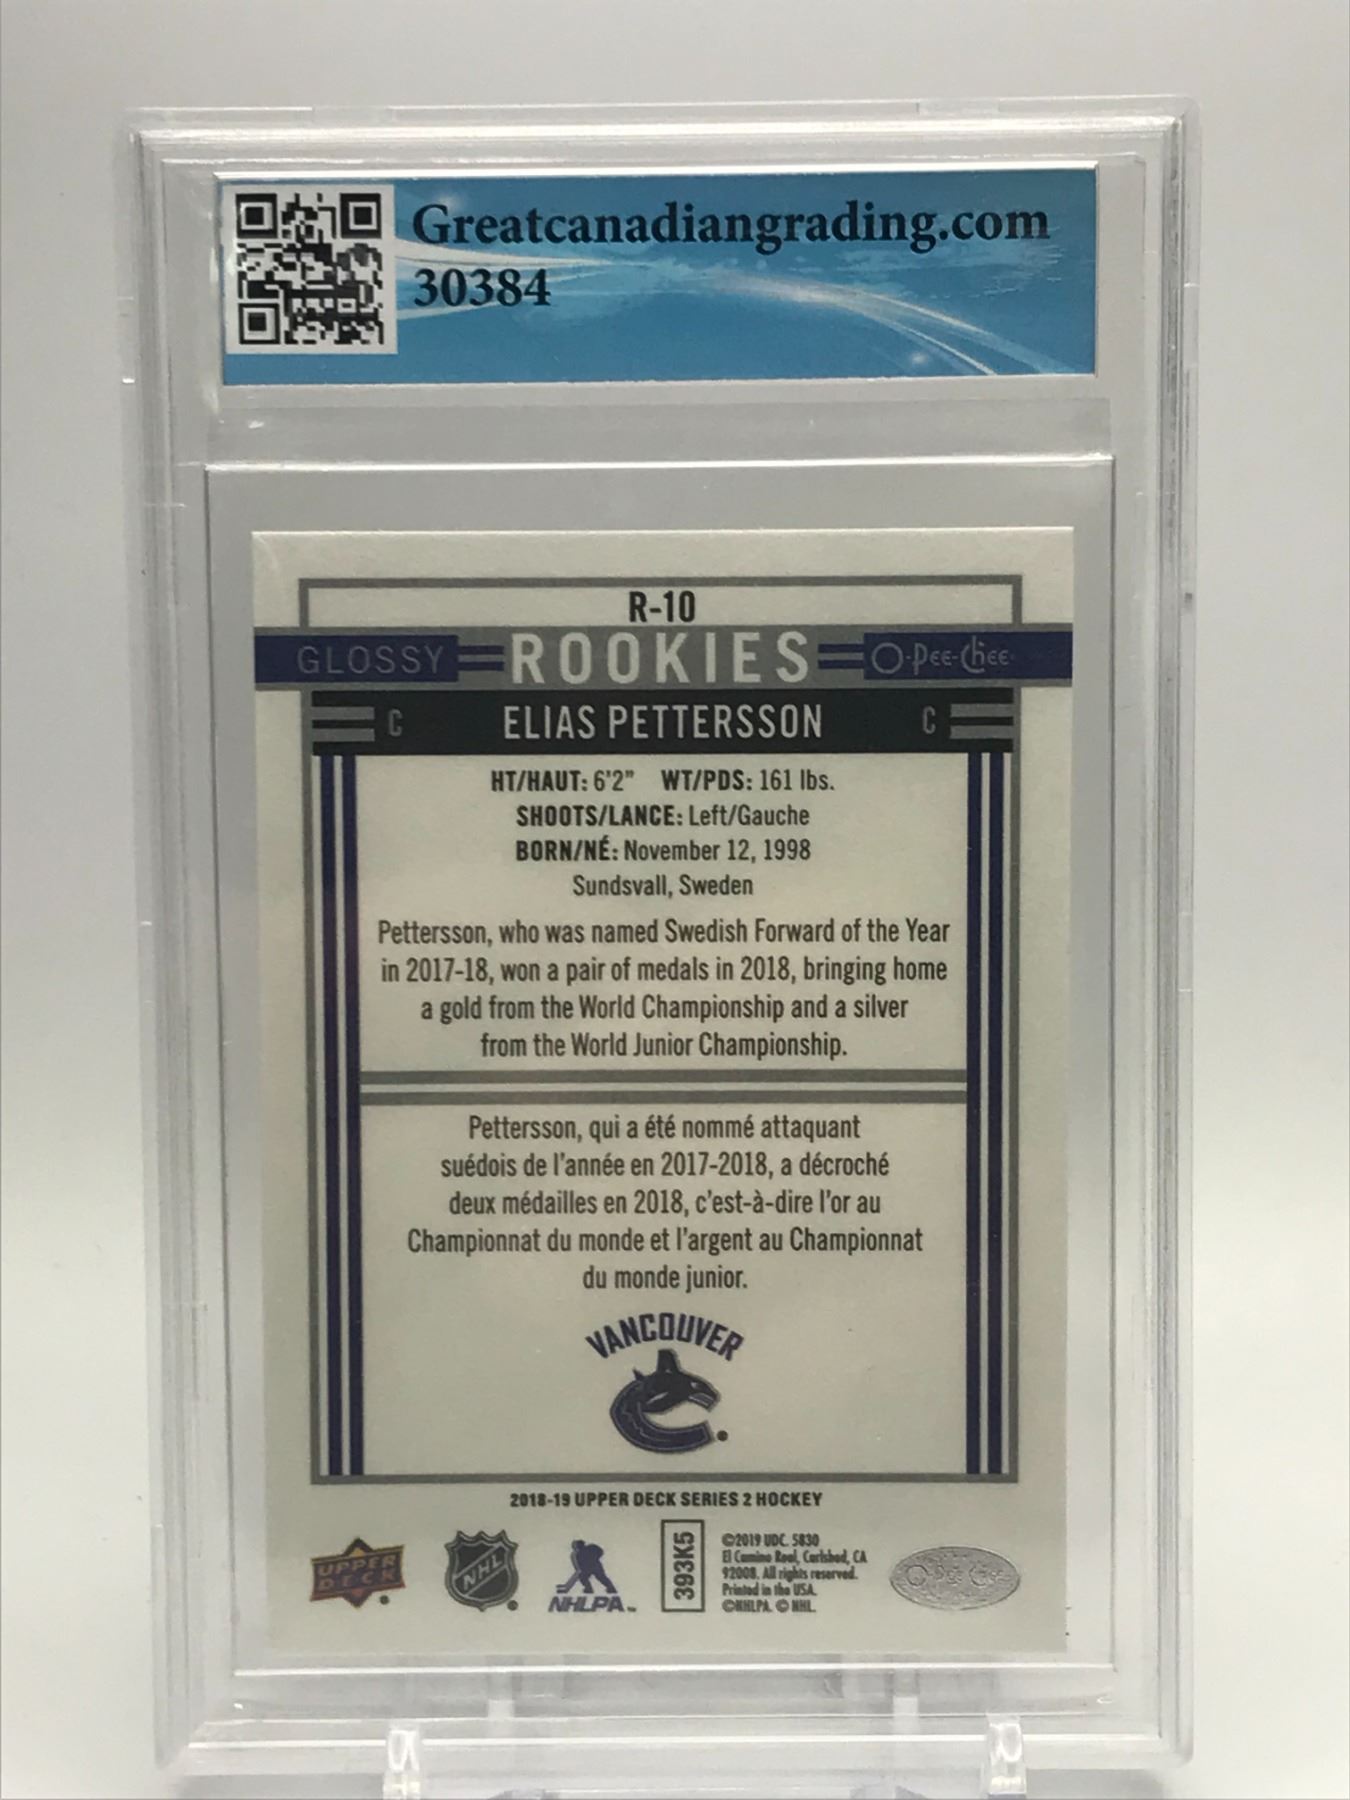 Greatcanadiangrading.com
30384
R-10
GLOSSY ROOKIES O-Pee-Chee
C ELIAS PETTERSSON C
HT/HAUT: 6'2" WT/PDS: 161 lbs.
SHOOTS/LANCE: Left/Gauche
BORN/NÉ: November 12, 1998
Sundsvall, Sweden
Pettersson, who was named Swedish Forward of the Year
in 2017-18, won a pair of medals in 2018, bringing home
a gold from the World Championship and a silver
from the World Junior Championship.
Pettersson, qui a été nommé attaquant
suédois de l'année en 2017-2018, a décroché
deux médailles en 2018, c'est-à-dire l'or au
Championnat du monde et l'argent au Championnat
du monde junior.
VANCOUVER
2018-19 UPPER DECK SERIES 2 HOCKEY
UPPER
DECK
NHL
NHLPA
393K5
©2019 UDC. 5830
El Camino Real, Carlsbad, CA
92008. All rights reserved.
Printed in the USA.
©NHLPA. © NHL.
O-Pee-Chee